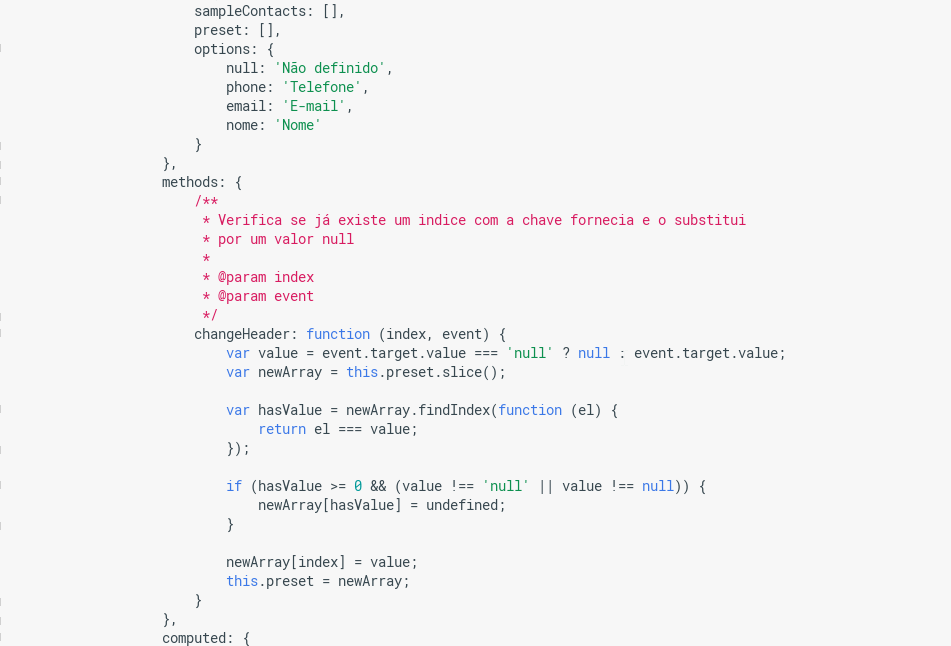 sampleContacts: [],
preset: [],
options: {
null: 'Não definido',
phone: 'Telefone',
email: 'E-mail',
nome: 'Nome'
}
},
methods: {
/**
* Verifica se já existe um indice com a chave fornecia e o substitui
* por um valor null
*
* @param index
* @param event
*/
changeHeader: function (index, event) {
var value = event.target.value === 'null' ? null : event.target.value;
var newArray = this.preset.slice();
var hasValue = newArray.findIndex(function (el) {
return el === value;
});
if (hasValue >= 0 && (value !== 'null' || value !== null)) {
newArray[hasValue] = undefined;
}
newArray[index] = value;
this.preset = newArray;
}
},
computed: {